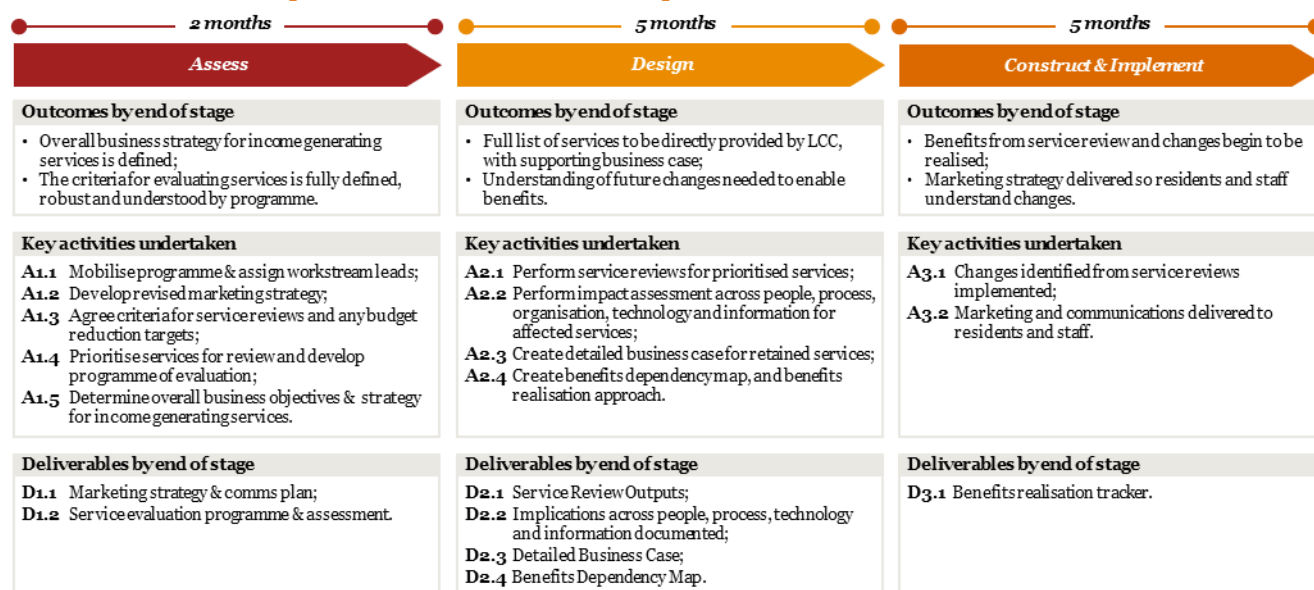 2 months
5 months
5 months
Assess
Design
Construct & Implement
Outcomes by end of stage
• Overall business strategy for income generating
services is defined;
• The criteria for evaluating services is fully defined,
robust and understood by programme.
Outcomes by end of stage
• Full list of services to be directly provided by LCC,
with supporting business case;
• Understanding of future changes needed to enable
benefits.
Outcomes by end of stage
• Benefits from service review and changes begin to be
realised;
• Marketing strategy delivered so residents and staff
understand changes.
Key activities undertaken
A1.1 Mobilise programme & assign workstream leads;
A1.2 Develop revised marketing strategy;
A1.3 Agree criteria for service reviews and any budget
reduction targets;
A1.4 Prioritise services for review and develop
programme of evaluation;
A1.5 Determine overall business objectives & strategy
for income generating services.
Key activities undertaken
A2.1 Perform service reviews for prioritised services;
A2.2 Perform impact assessment across people, process,
organisation, technology and information for
affected services;
A2.3 Create detailed business case for retained services;
A2.4 Create benefits dependency map, and benefits
realisation approach.
Key activities undertaken
A3.1 Changes identified from service reviews
implemented;
A3.2 Marketing and communications delivered to
residents and staff.
Deliverables by end of stage
D1.1 Marketing strategy & comms plan;
D1.2 Service evaluation programme & assessment.
Deliverables by end of stage
D2.1 Service Review Outputs;
D2.2 Implications across people, process, technology
and information documented;
D2.3 Detailed Business Case;
D2.4 Benefits Dependency Map.
Deliverables by end of stage
D3.1 Benefits realisation tracker.